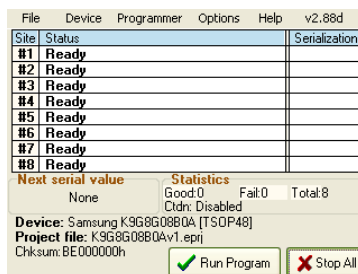 File Device Programmer Options Help v2.88d
Site Status Serialization
#1 Ready
#2 Ready
#3 Ready
#4 Ready
#5 Ready
#6 Ready
#7 Ready
#8 Ready
Next serial value Statistics
None Good:0 Fail:0 Total:8
Ctdn: Disabled
Device: Samsung K9G8G08B0A [TSOP48]
Project file: K9G8G08B0Av1.eprj
Chksum: BE000000h Run Program Stop All